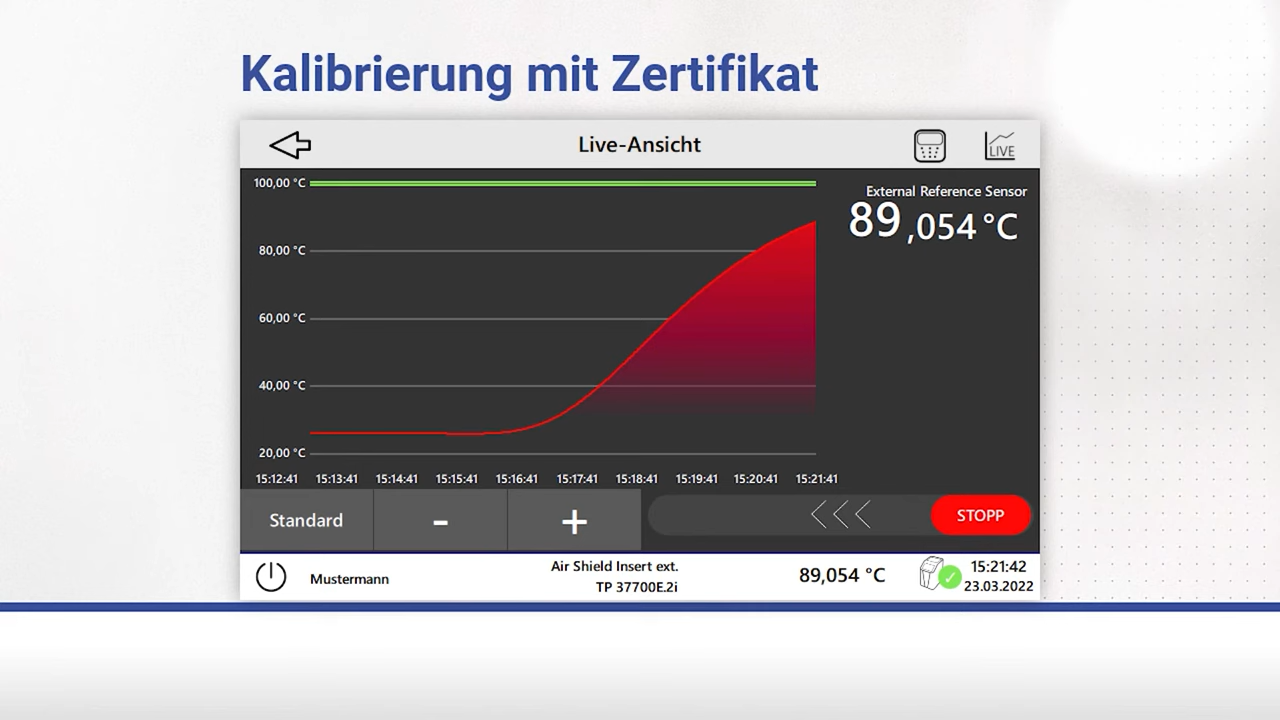 Kalibrierung mit Zertifikat
Live-Ansicht
LIVE
100,00 °C
80,00 °C
60,00 °C
40,00 °C
20,00 °C
External Reference Sensor
89,054 °C
15:12:41 15:13:41 15:14:41 15:15:41 15:16:41 15:17:41 15:18:41 15:19:41 15:20:41 15:21:41
Standard - +
STOPP
Mustermann
Air Shield Insert ext.
TP 37700E.2i
89,054 °C
15:21:42
23.03.2022